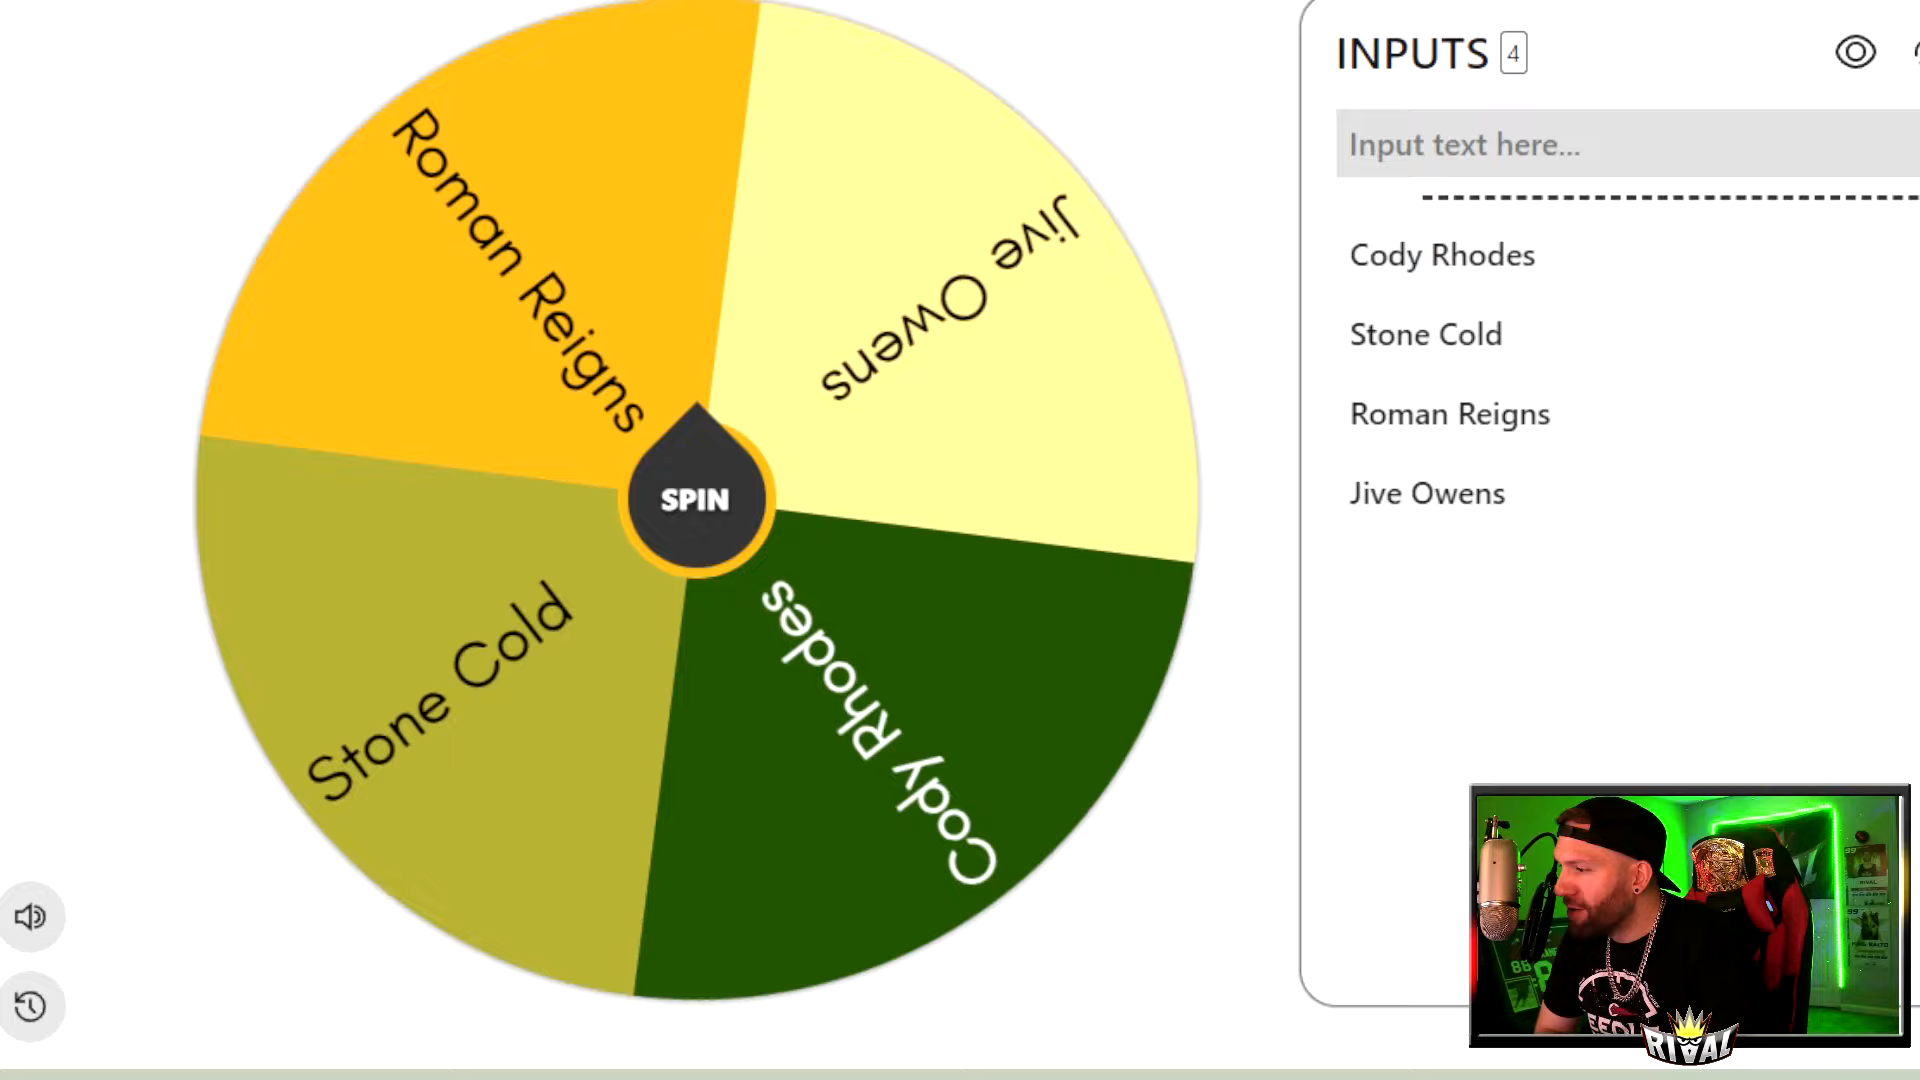 INPUTS 4
Input text here...
Cody Rhodes
Stone Cold
Roman Reigns
Jive Owens
Roman Reigns
Jive Owens
SPIN
Stone Cold
Cody Rhodes
88
RIVAL